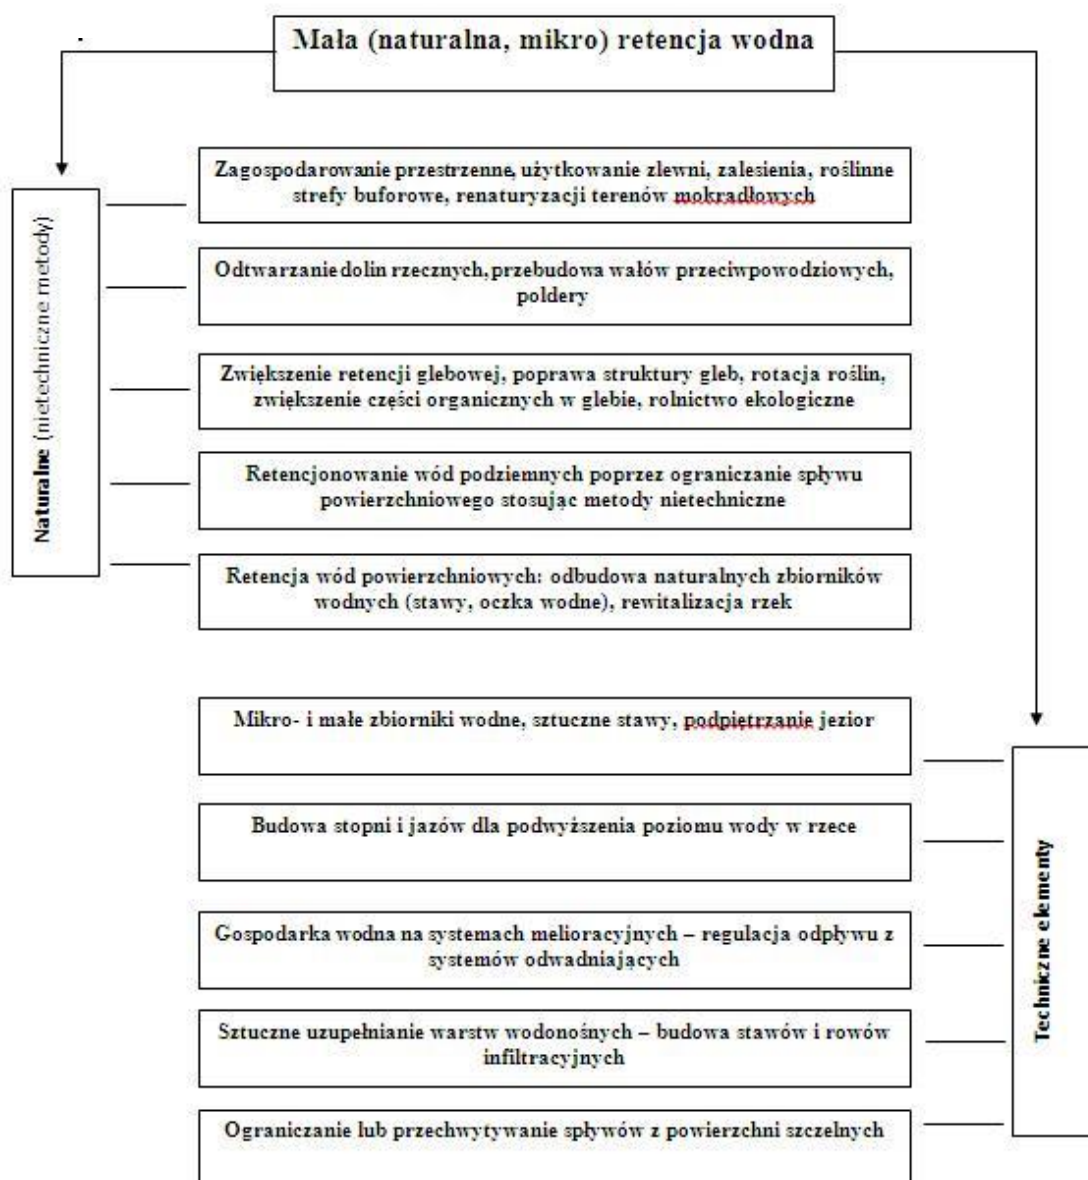 Mała (naturalna, mikro) retencja wodna
Naturalne (nietechniczne metody)
Zagospodarowanie przestrzenne, użytkowanie zlewni, zalesienia, roślinne
strefy buforowe, renaturyzacji terenów mokradłowych
Odtwarzanie dolin rzecznych, przebudowa wałów przeciwpowodziowych,
poldery
Zwiększenie retencji glebowej, poprawa struktury gleb, rotacja roślin,
zwiększenie części organicznych w glebie, rolnictwo ekologiczne
Retencjonowanie wód podziemnych poprzez ograniczanie spływu
powierzchniowego stosując metody nietechniczne
Retencja wód powierzchniowych: odbudowa naturalnych zbiorników
wodnych (stawy, oczka wodne), rewitalizacja rzek
Techniczne elementy
Mikro- i małe zbiorniki wodne, sztuczne stawy, podpiętrzanie jezior
Budowa stopni i jazów dla podwyższenia poziomu wody w rzece
Gospodarka wodna na systemach melioracyjnych – regulacja odpływu z
systemów odwadniających
Sztuczne uzupełnianie warstw wodonośnych – budowa stawów i rowów
infiltracyjnych
Ograniczanie lub przechwytywanie spływów z powierzchni szczelnych